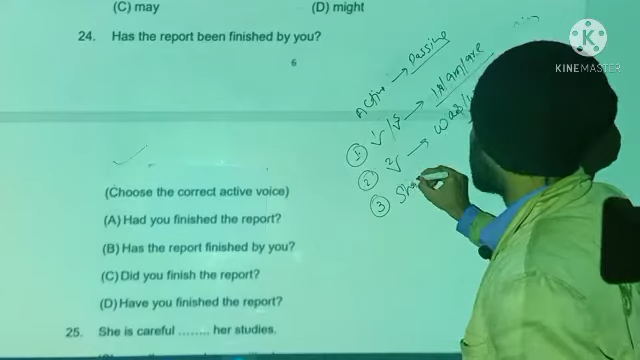 (C) may (D) might
24. Has the report been finished by you?
6
(Choose the correct active voice)
(A) Had you finished the report?
(B) Has the report finished by you?
(C) Did you finish the report?
(D) Have you finished the report?
25. She is careful ........ her studies.
Active → Passive
① V1/V5 → is/am/are
② V2 → was/
③
K
KINEMASTER